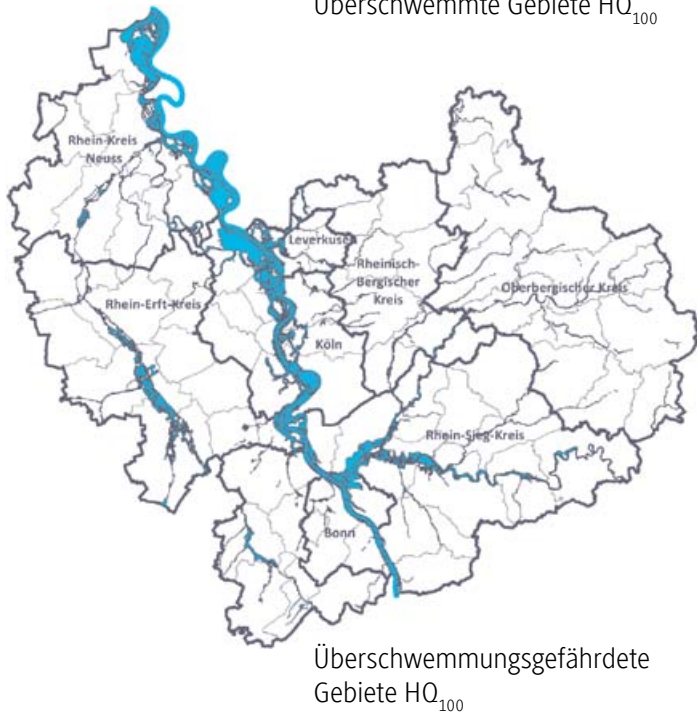 Überschwemmte Gebiete HQ100
Rhein-Kreis
Neuss
Leverkusen
Rheinisch-
Bergischer
Kreis
Oberbergischer Kreis
Rhein-Erft-Kreis
Köln
Rhein-Sieg-Kreis
Bonn
Überschwemmungsgefährdete
Gebiete HQ100